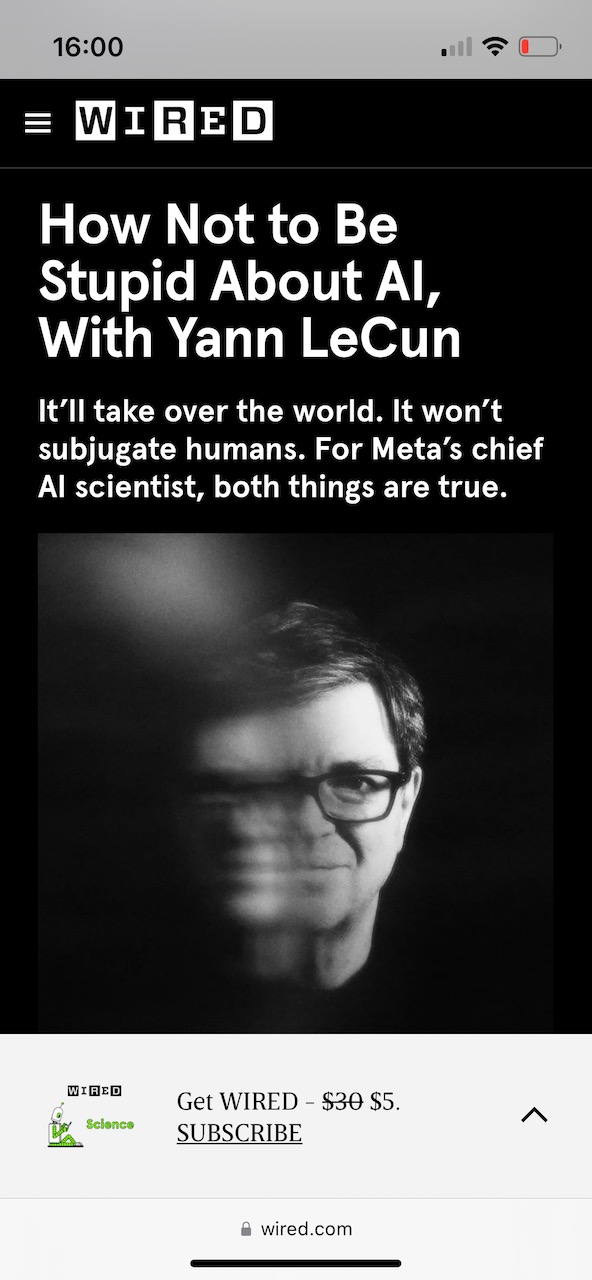 16:00
WIRED
How Not to Be
Stupid About AI,
With Yann LeCun
It’ll take over the world. It won’t
subjugate humans. For Meta’s chief
AI scientist, both things are true.
WIRED
Science
Get WIRED - $30 $5.
SUBSCRIBE
wired.com